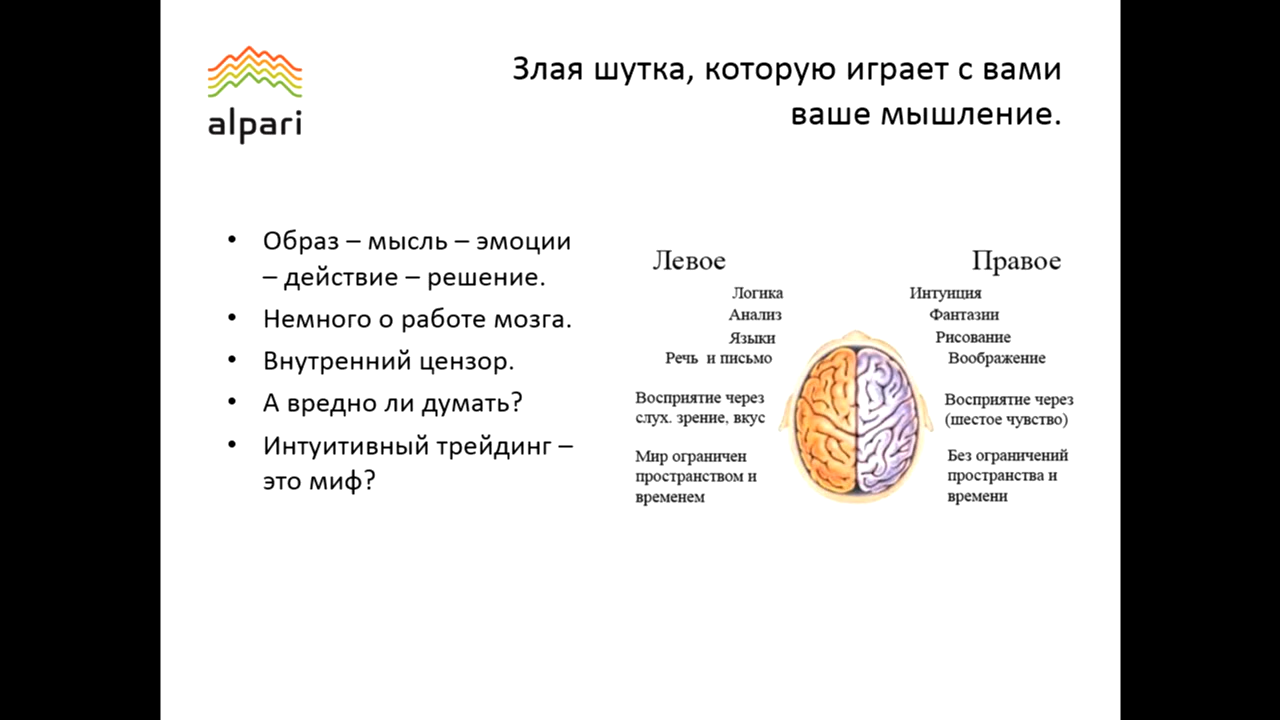 alpari
Злая шутка, которую играет с вами
ваше мышление.
• Образ – мысль – эмоции
– действие – решение.
• Немного о работе мозга.
• Внутренний цензор.
• А вредно ли думать?
• Интуитивный трейдинг –
это миф?
Левое
Логика
Анализ
Языки
Речь и письмо
Восприятие через
слух. зрение, вкус
Мир ограничен
пространством и
временем
Правое
Интуиция
Фантазии
Рисование
Воображение
Восприятие через
(шестое чувство)
Без ограничений
пространства и
времени